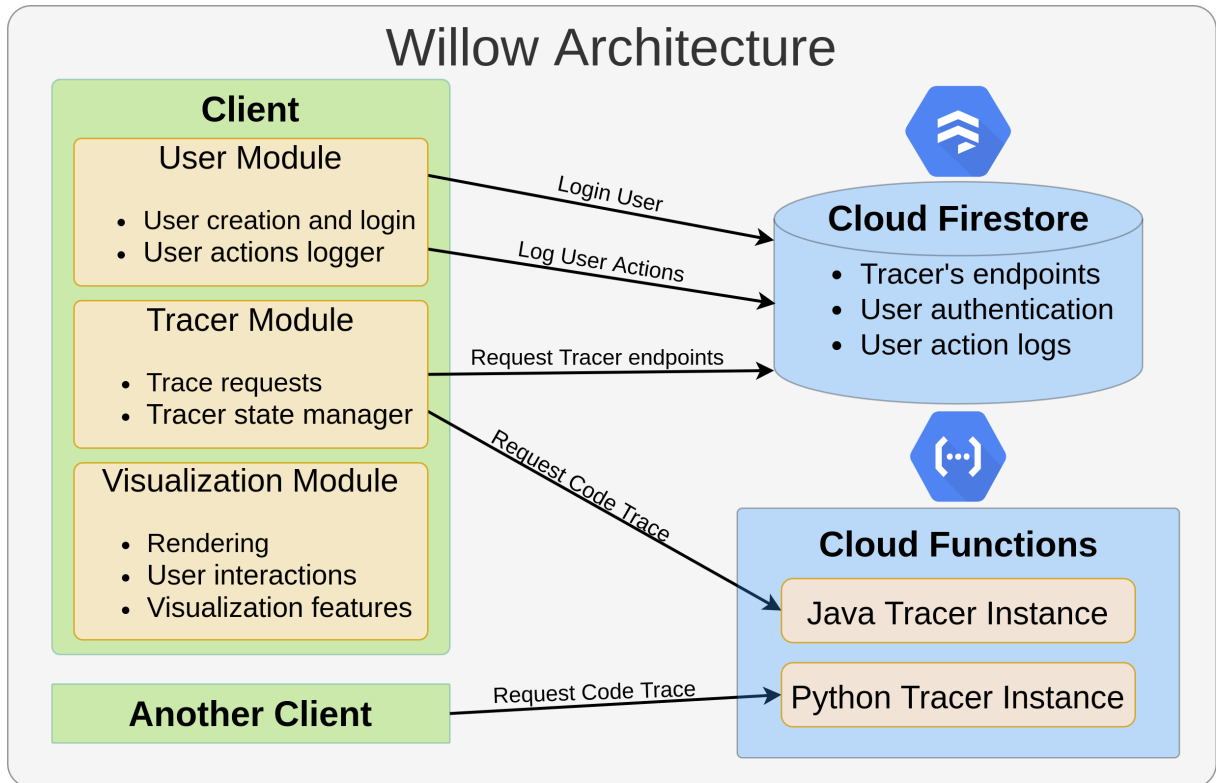 Willow Architecture
Client
User Module
• User creation and login
• User actions logger
Tracer Module
• Trace requests
• Tracer state manager
Visualization Module
• Rendering
• User interactions
• Visualization features
Another Client
Login User
Log User Actions
Request Tracer endpoints
Request Code Trace
Request Code Trace
Cloud Firestore
• Tracer's endpoints
• User authentication
• User action logs
Cloud Functions
Java Tracer Instance
Python Tracer Instance